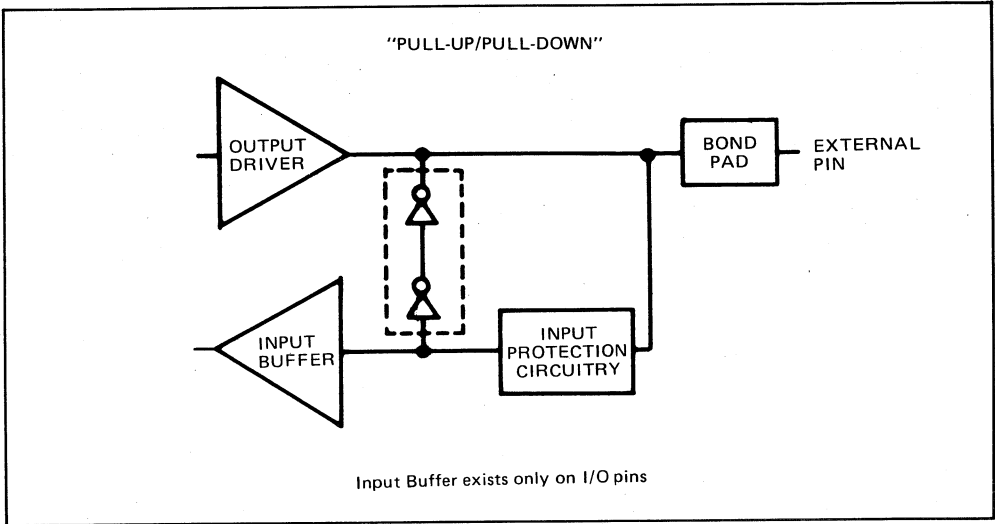 "PULL-UP/PULL-DOWN"
OUTPUT
DRIVER
BOND
PAD
EXTERNAL
PIN
INPUT
BUFFER
INPUT
PROTECTION
CIRCUITRY
Input Buffer exists only on I/O pins